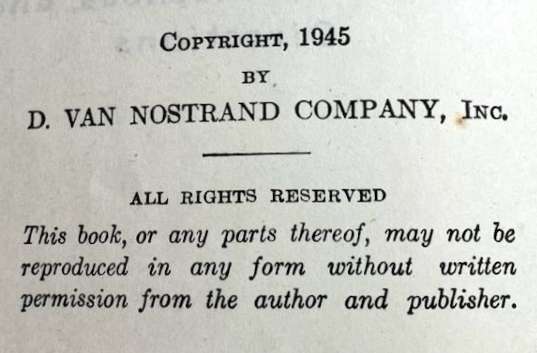 COPYRIGHT, 1945
BY
D. VAN NOSTRAND COMPANY, INC.
ALL RIGHTS RESERVED
This book, or any parts thereof, may not be
reproduced in any form without written
permission from the author and publisher.